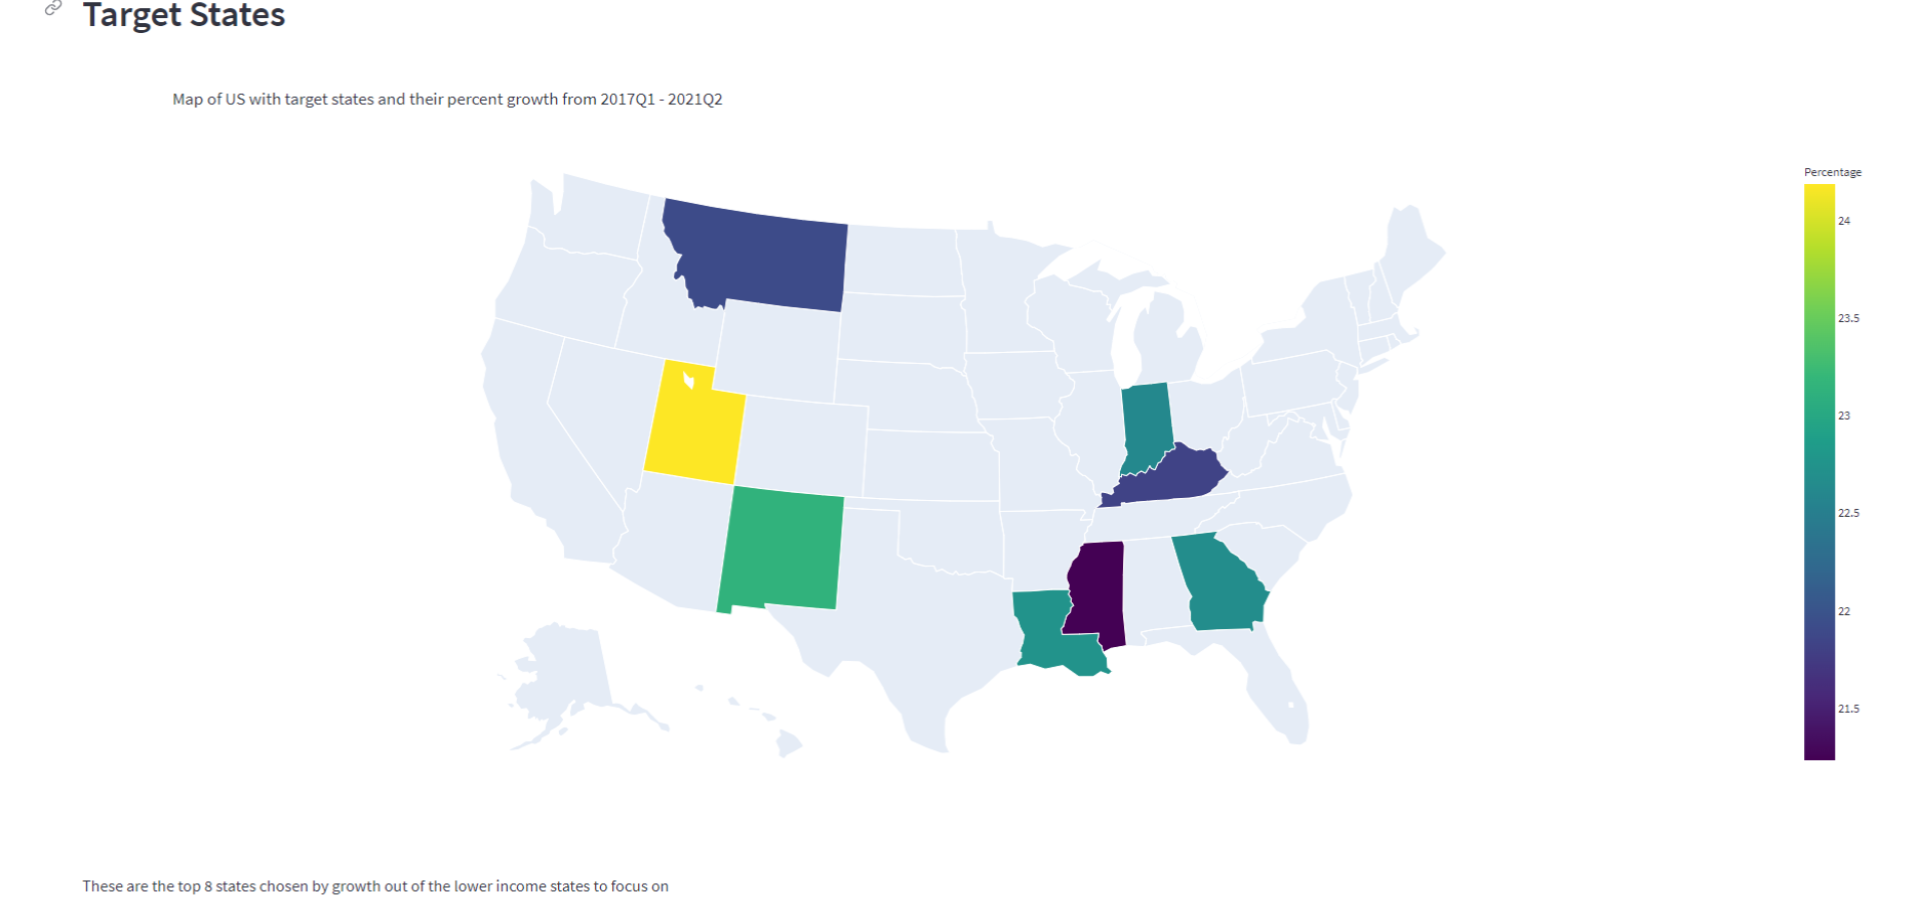 Target States
Map of US with target states and their percent growth from 2017Q1 - 2021Q2
Percentage
24
23.5
23
22.5
22
21.5
These are the top 8 states chosen by growth out of the lower income states to focus on